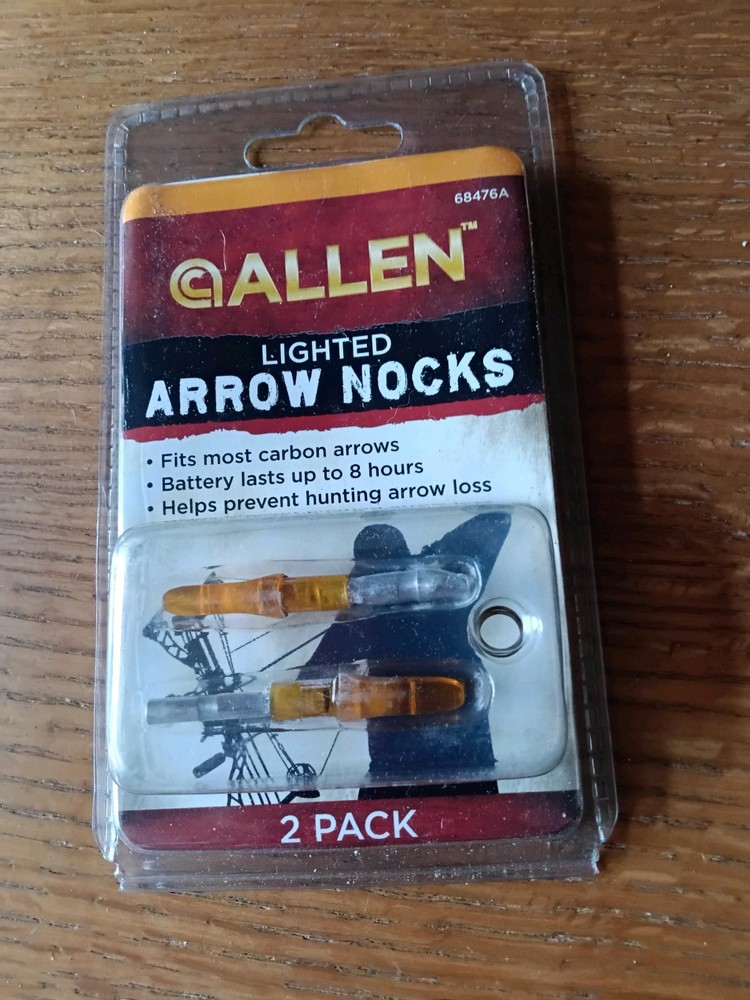 68476A
ALLEN™
LIGHTED
ARROW NOCKS
• Fits most carbon arrows
• Battery lasts up to 8 hours
• Helps prevent hunting arrow loss
2 PACK